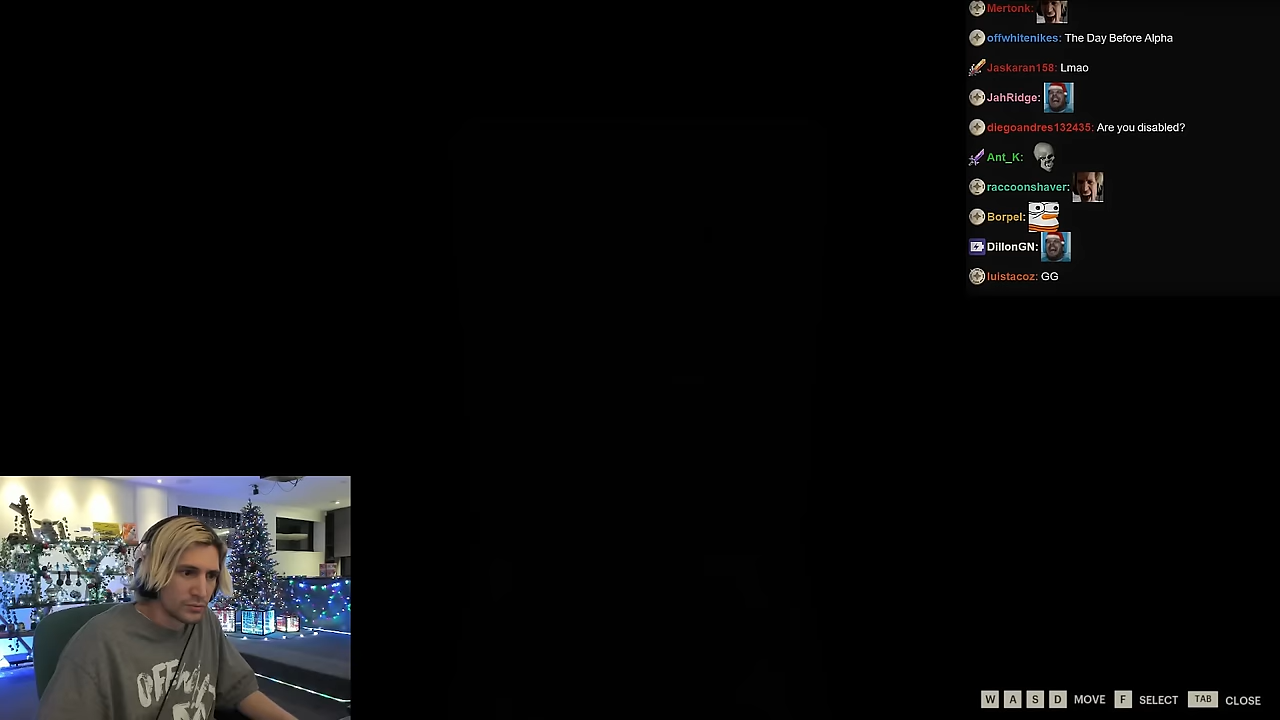 Mertonk:
offwhitenikes: The Day Before Alpha
Jaskaran158: Lmao
JahRidge:
diegoandres132435: Are you disabled?
Ant_K:
raccoonshaver:
Borpel:
DillonGN:
luistacoz: GG
OFF
W A S D MOVE F SELECT TAB CLOSE